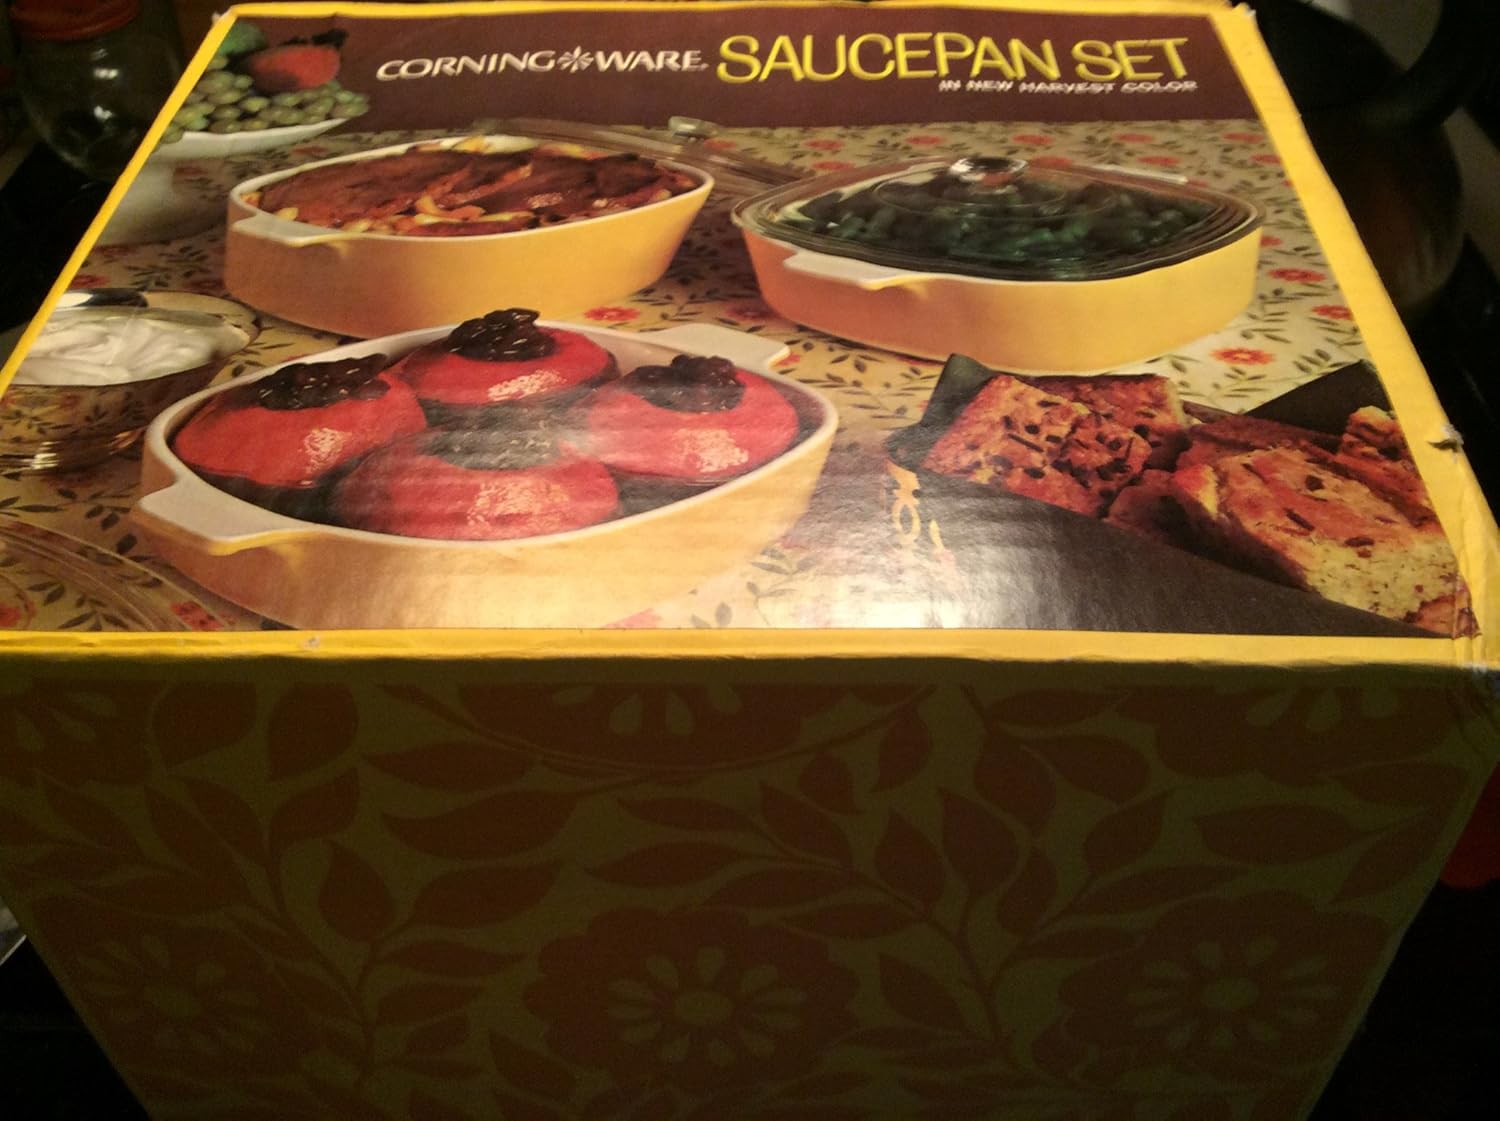 CORNING WARE® SAUCEPAN SET
IN NEW HARVEST COLOR